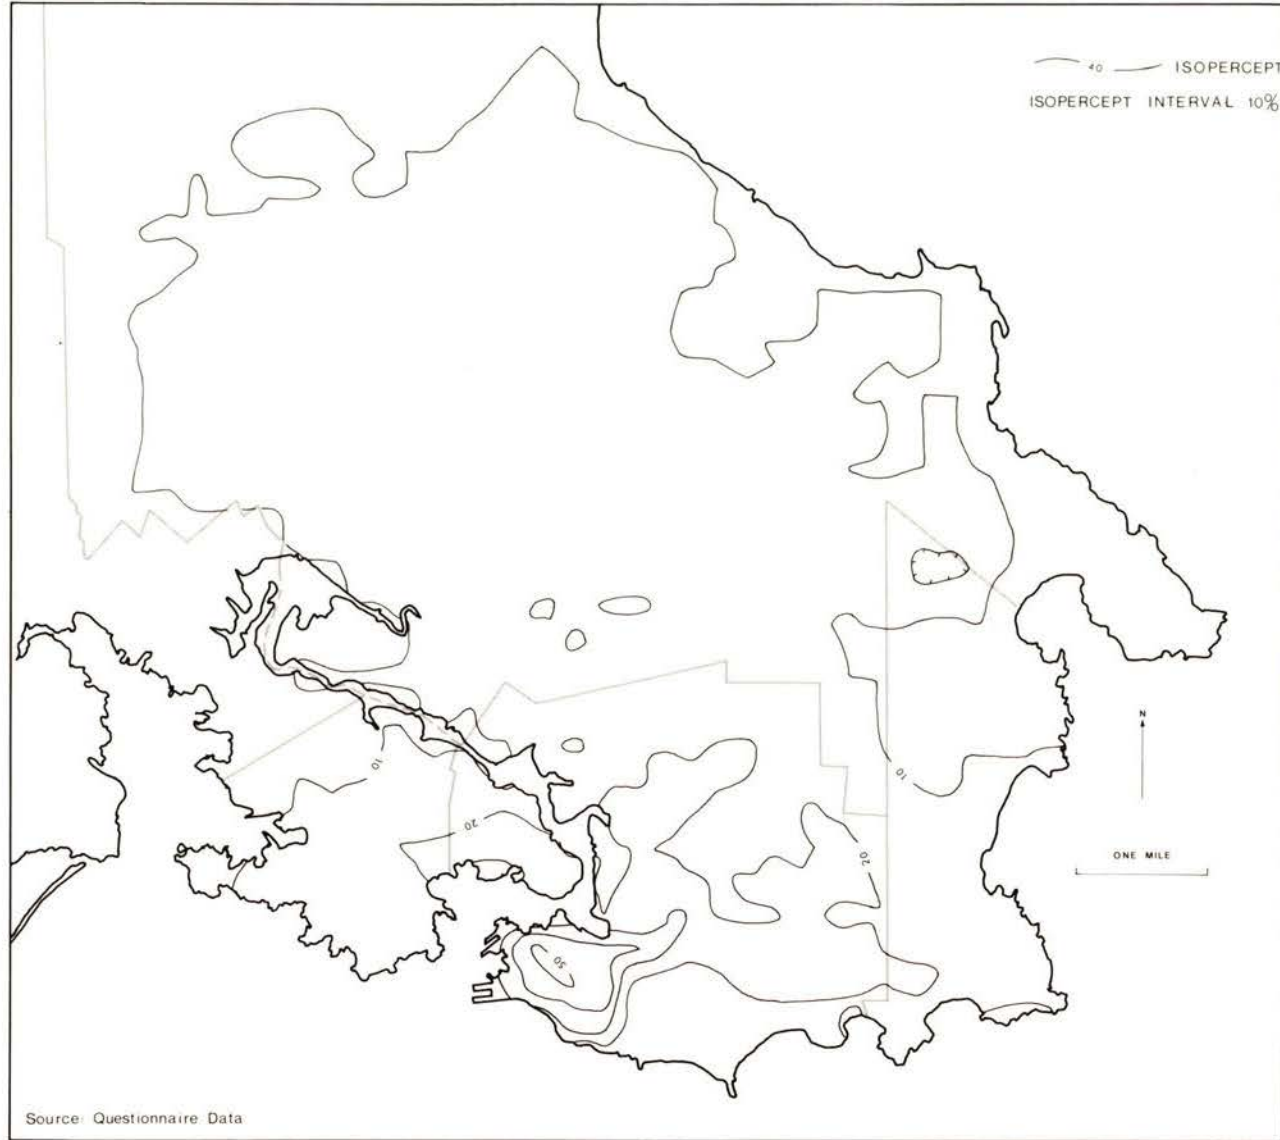 40 ISOPERCEPT
ISOPERCEPT INTERVAL 10%
10
20
10
20
50
N
ONE MILE
Source: Questionnaire Data